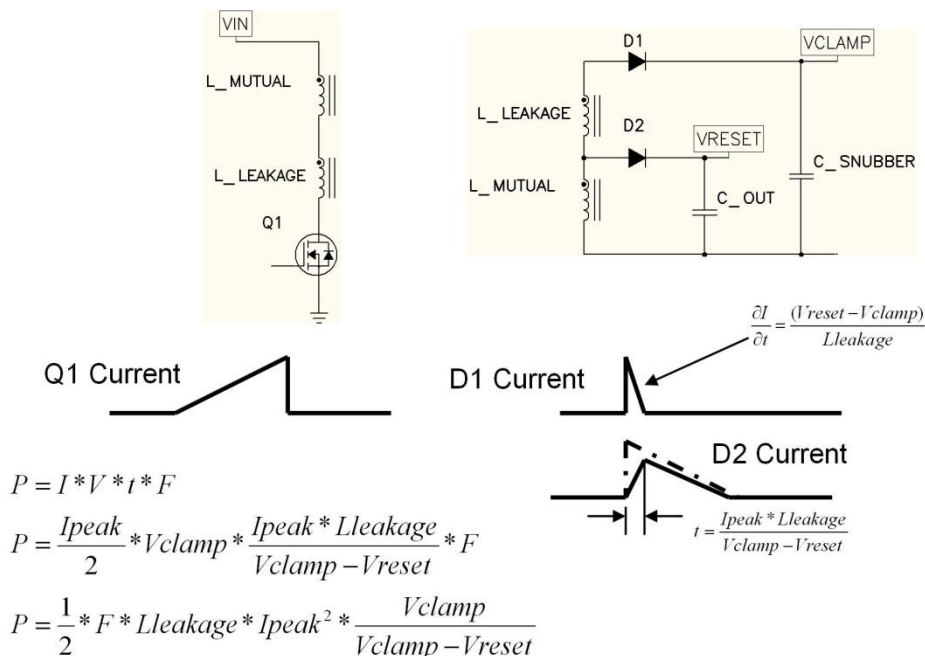 VIN
L_MUTUAL
L_LEAKAGE
Q1
D1
VCLAMP
L_LEAKAGE
D2
VRESET
C_SNUBBER
L_MUTUAL
C_OUT
∂I/∂t = (Vreset − Vclamp)/Lleakage
Q1 Current
D1 Current
D2 Current
t = Ipeak * Lleakage/Vclamp − Vreset
P = I * V * t * F
P = Ipeak/2 * Vclamp * Ipeak * Lleakage/Vclamp − Vreset * F
P = 1/2 * F * Lleakage * Ipeak² * Vclamp/Vclamp − Vreset